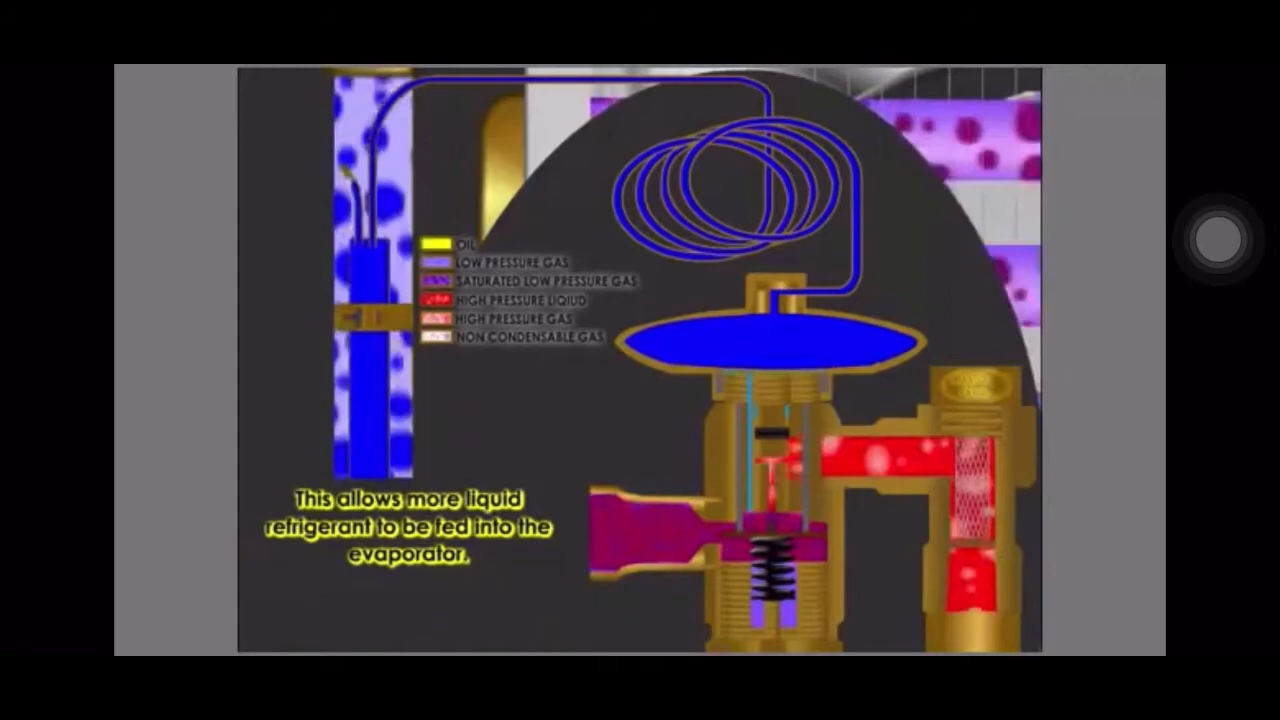 OIL
LOW PRESSURE GAS
SATURATED LOW PRESSURE GAS
HIGH PRESSURE LIQIUD
HIGH PRESSURE GAS
NON CONDENSABLE GAS
This allows more liquid
refrigerant to be fed into the
evaporator.